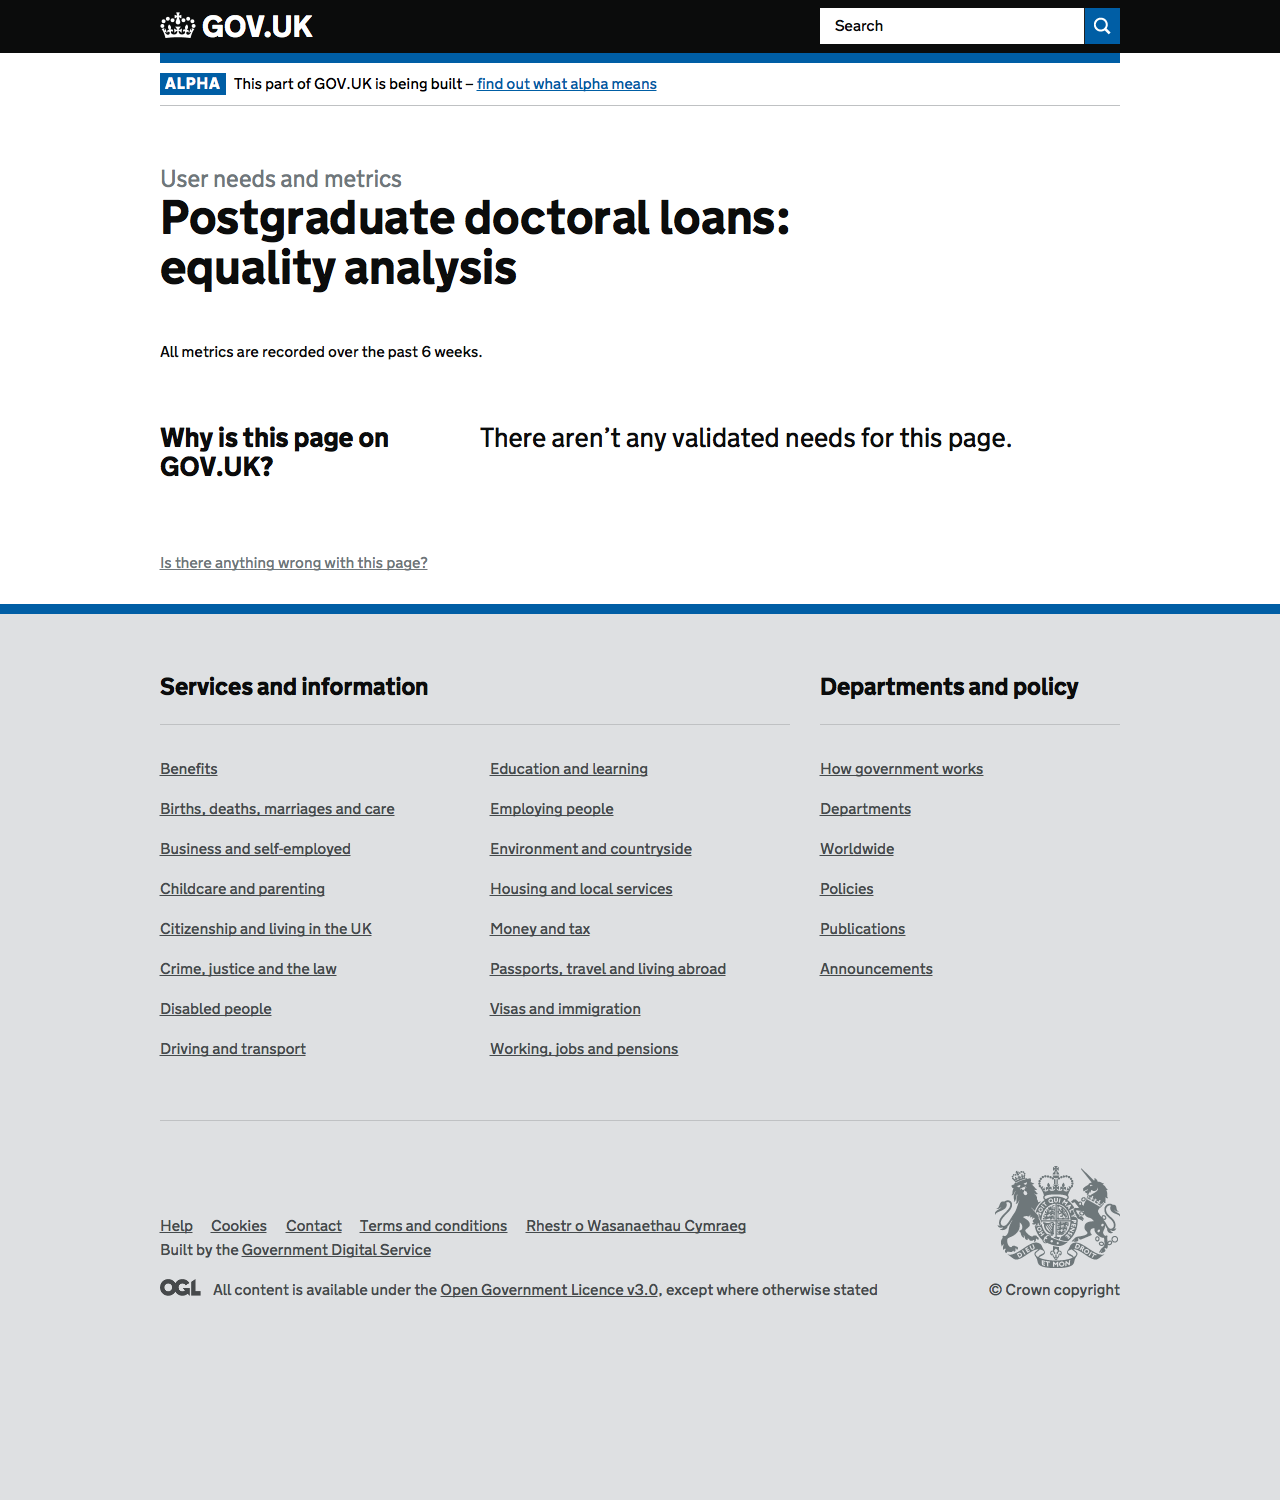 GOV.UK
Search
ALPHA This part of GOV.UK is being built – find out what alpha means
User needs and metrics
Postgraduate doctoral loans:
equality analysis
All metrics are recorded over the past 6 weeks.
Why is this page on
GOV.UK?
There aren’t any validated needs for this page.
Is there anything wrong with this page?
Services and information
Benefits
Births, deaths, marriages and care
Business and self-employed
Childcare and parenting
Citizenship and living in the UK
Crime, justice and the law
Disabled people
Driving and transport
Education and learning
Employing people
Environment and countryside
Housing and local services
Money and tax
Passports, travel and living abroad
Visas and immigration
Working, jobs and pensions
Departments and policy
How government works
Departments
Worldwide
Policies
Publications
Announcements
Help Cookies Contact Terms and conditions Rhestr o Wasanaethau Cymraeg
Built by the Government Digital Service
OGL All content is available under the Open Government Licence v3.0, except where otherwise stated
DIEU ET MON DROIT
© Crown copyright